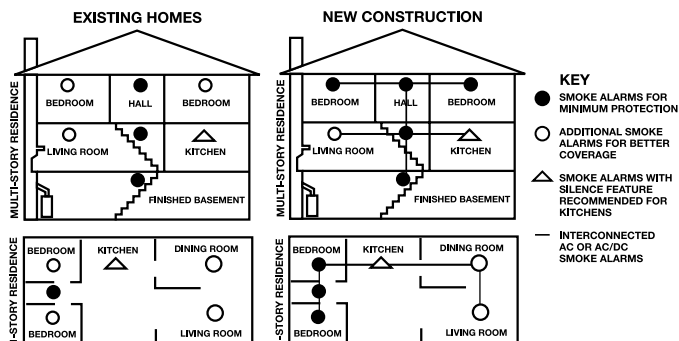 EXISTING HOMES
MULTI-STORY RESIDENCE
BEDROOM
HALL
BEDROOM
LIVING ROOM
KITCHEN
FINISHED BASEMENT
BEDROOM
KITCHEN
DINING ROOM
BEDROOM
LIVING ROOM
I-STORY RESIDENCE
NEW CONSTRUCTION
MULTI-STORY RESIDENCE
BEDROOM
HALL
BEDROOM
LIVING ROOM
KITCHEN
FINISHED BASEMENT
BEDROOM
KITCHEN
DINING ROOM
BEDROOM
LIVING ROOM
-STORY RESIDENCE
KEY
SMOKE ALARMS FOR
MINIMUM PROTECTION
ADDITIONAL SMOKE
ALARMS FOR BETTER
COVERAGE
SMOKE ALARMS WITH
SILENCE FEATURE
RECOMMENDED FOR
KITCHENS
INTERCONNECTED
AC OR AC/DC
SMOKE ALARMS